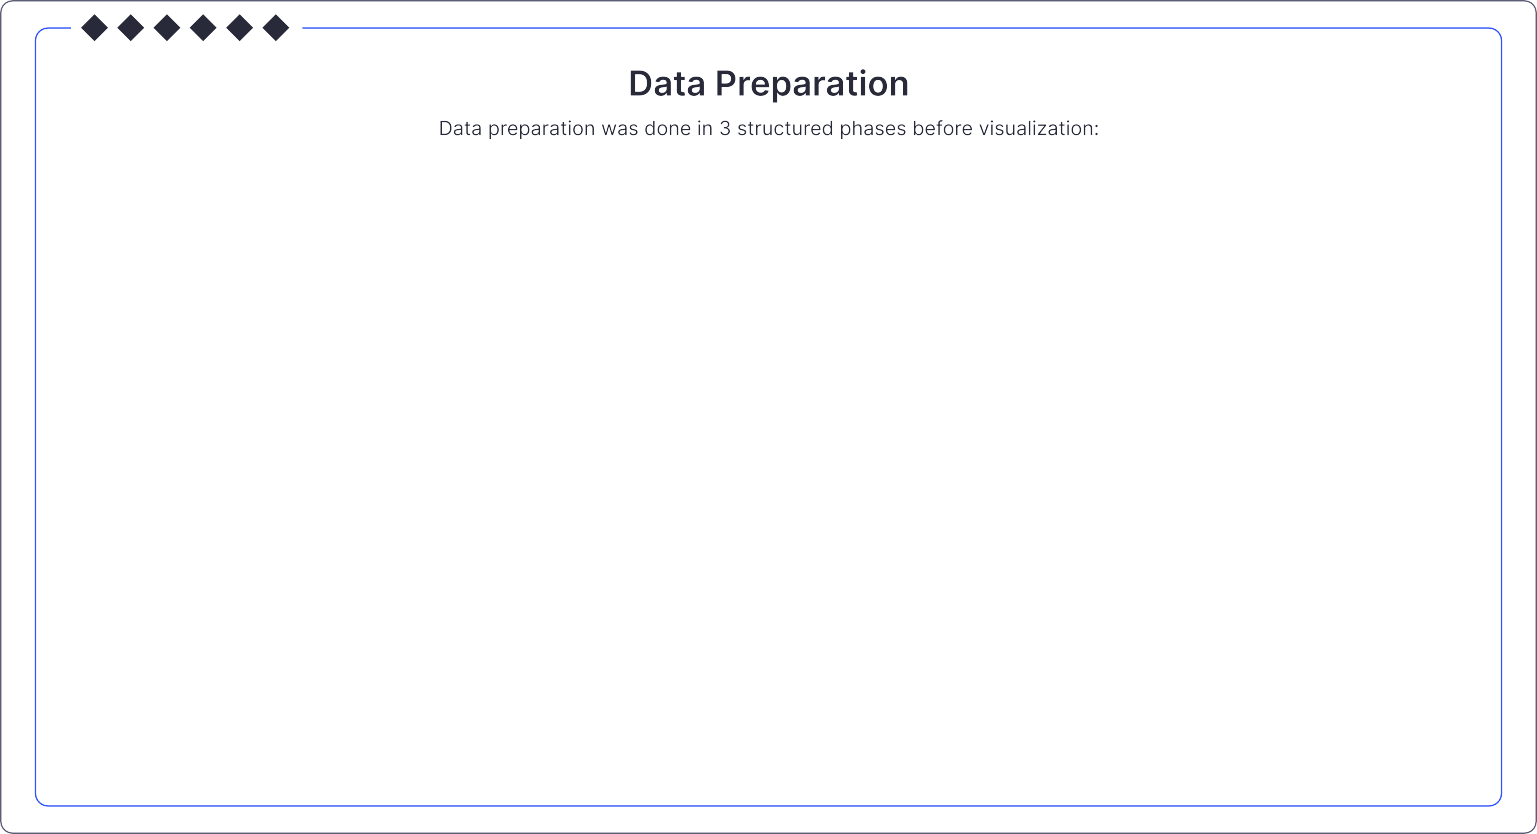 Data Preparation
Data preparation was done in 3 structured phases before visualization: